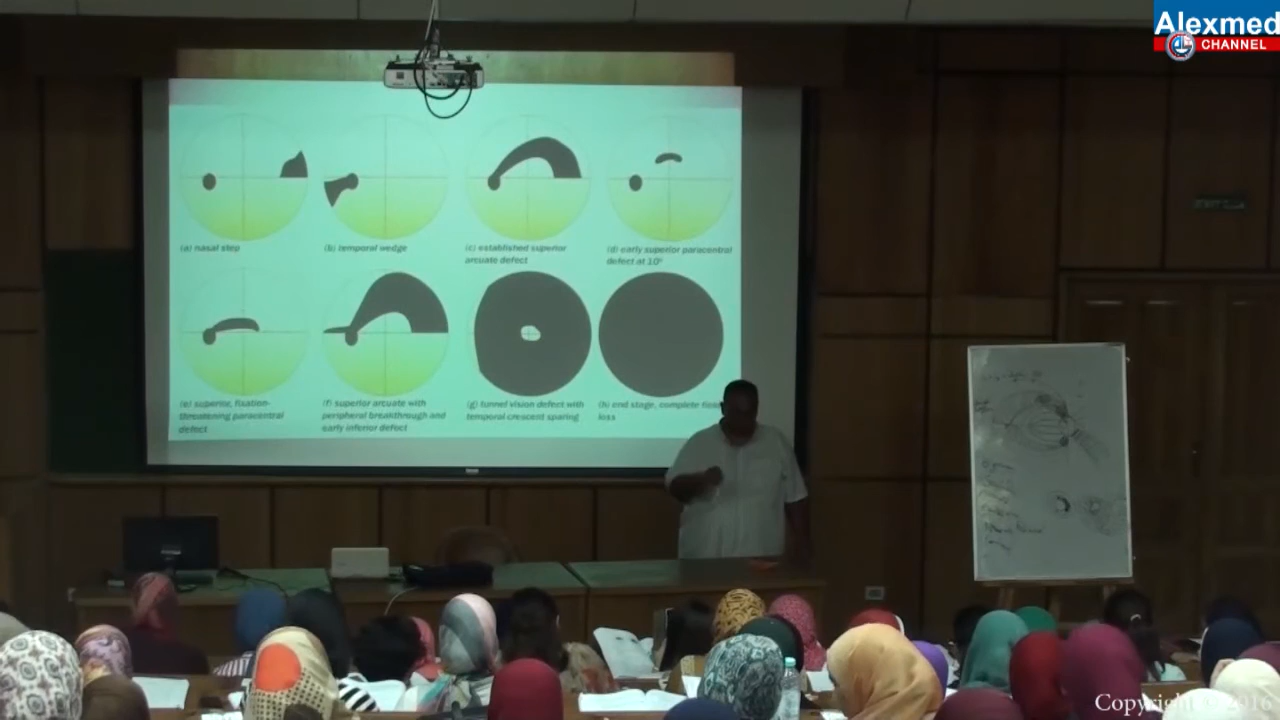 Alexmed
CHANNEL
(a) nasal step
(b) temporal wedge
(c) established superior
arcuate defect
(d) early superior paracentral
defect at 10°
(e) superior, fixation-
threatening paracentral
defect
(f) superior arcuate with
peripheral breakthrough and
early inferior defect
(g) tunnel vision defect with
temporal crescent sparing
(h) end stage, complete field
loss
Copyright 2016